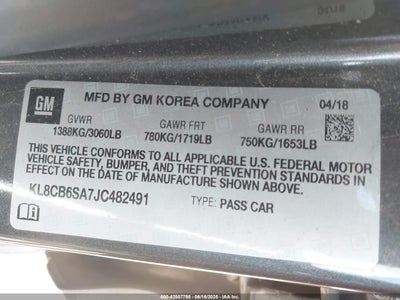 GM
MFD BY GM KOREA COMPANY
04/18
GVWR GAWR FRT GAWR RR
1388KG/3060LB 780KG/1719LB 750KG/1653LB
THIS VEHICLE CONFORMS TO ALL APPLICABLE U.S. FEDERAL MOTOR
VEHICLE SAFETY, BUMPER, AND THEFT PREVENTION STANDARDS IN
EFFECT ON THE DATE OF MANUFACTURE SHOWN ABOVE.
KL8CB6SA7JC482491 TYPE: PASS CAR